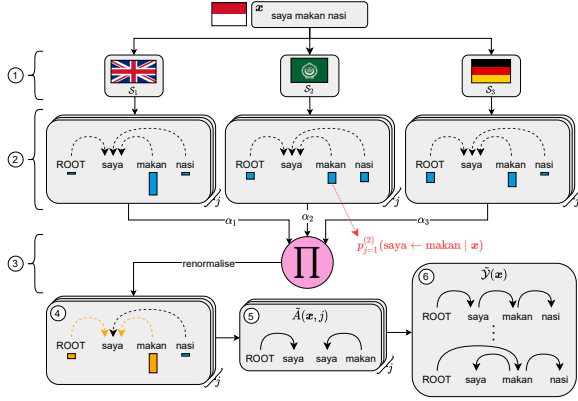 x
saya makan nasi
1
S₁ S₂ S₃
2
ROOT saya makan nasi
j
ROOT saya makan nasi
j
ROOT saya makan nasi
j
α₁ α₂ α₃
∏
p_{j=1}^{(2)}(saya ← makan | x)
3
renormalise
4
ROOT saya makan nasi
j
5
Ã(x, j)
ROOT saya saya makan
j
6
Ỹ(x)
ROOT saya makan nasi
⋮
ROOT saya makan nasi